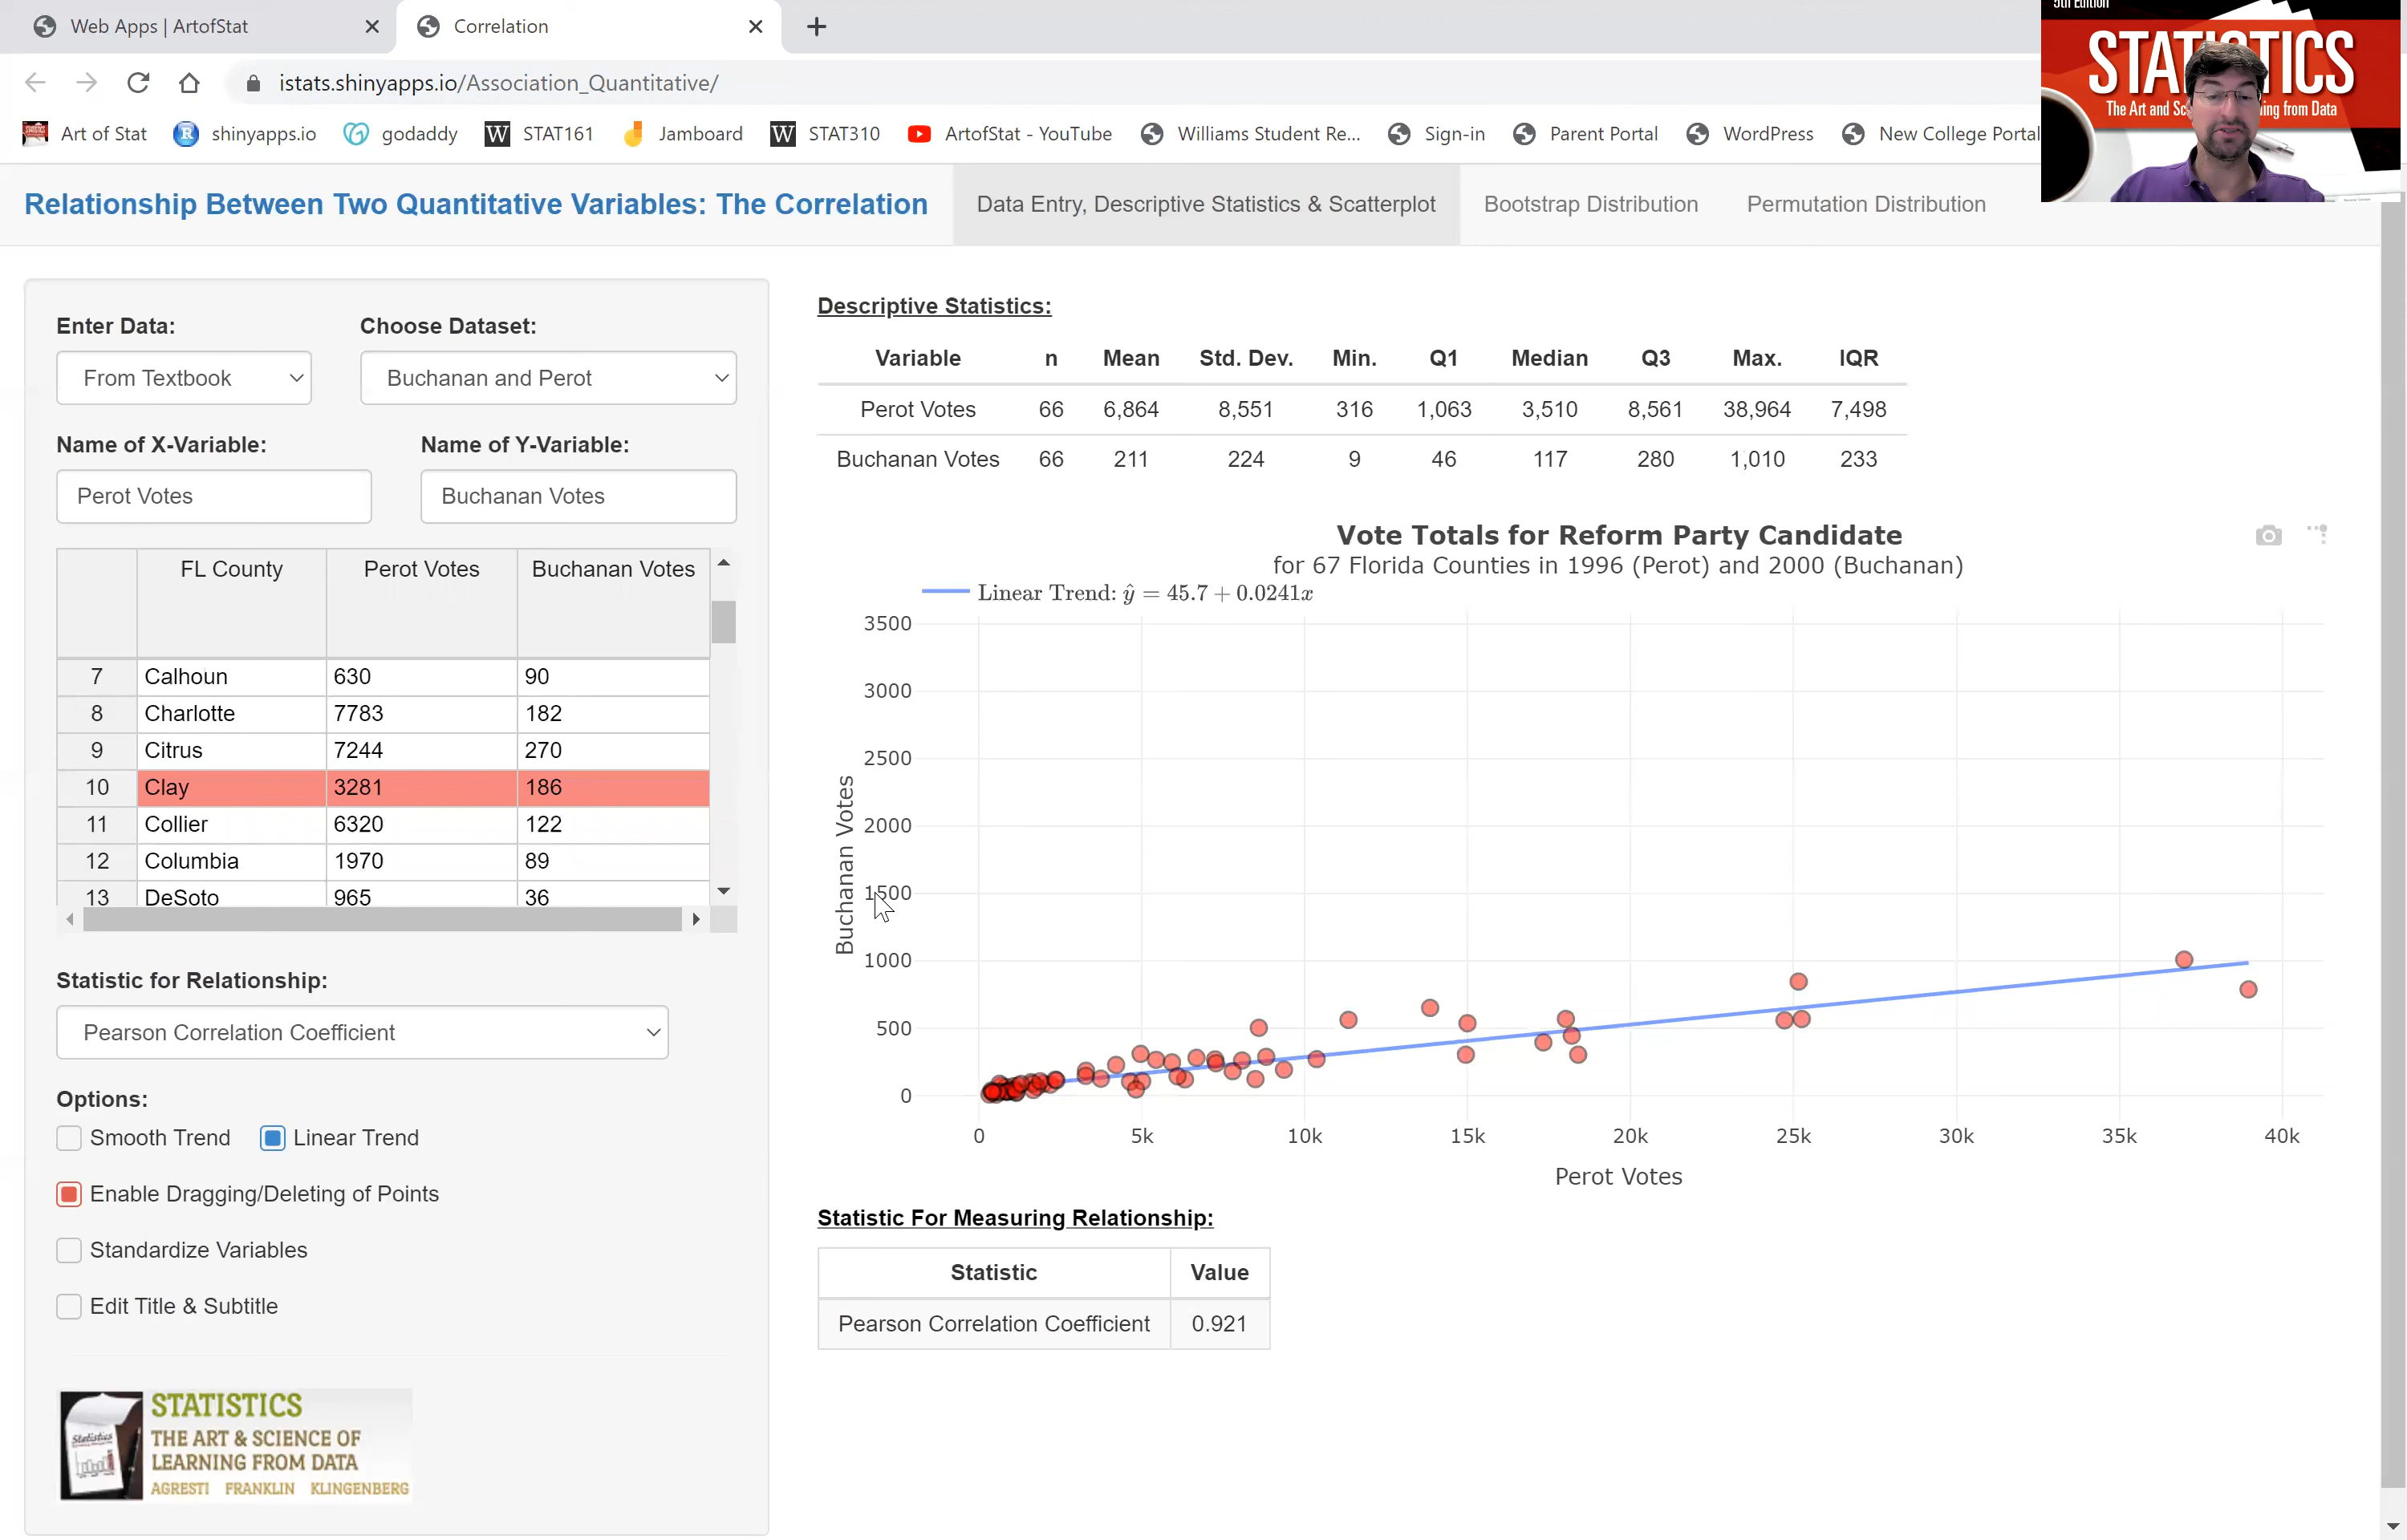 Web Apps | ArtofStat
Correlation
istats.shinyapps.io/Association_Quantitative/
Art of Stat shinyapps.io godaddy STAT161 Jamboard STAT310 ArtofStat - YouTube Williams Student Re... Sign-in Parent Portal WordPress New College Portal
5th Edition
STATISTICS
The Art and Sc ing from Data
Relationship Between Two Quantitative Variables: The Correlation
Data Entry, Descriptive Statistics & Scatterplot
Bootstrap Distribution
Permutation Distribution
Enter Data: Choose Dataset:
From Textbook Buchanan and Perot
Name of X-Variable: Name of Y-Variable:
Perot Votes Buchanan Votes
FL County Perot Votes Buchanan Votes
7 Calhoun 630 90
8 Charlotte 7783 182
9 Citrus 7244 270
10 Clay 3281 186
11 Collier 6320 122
12 Columbia 1970 89
13 DeSoto 965 36
Statistic for Relationship:
Pearson Correlation Coefficient
Options:
Smooth Trend Linear Trend
Enable Dragging/Deleting of Points
Standardize Variables
Edit Title & Subtitle
Statistics
STATISTICS
THE ART & SCIENCE OF
LEARNING FROM DATA
AGRESTI FRANKLIN KLINGENBERG
Descriptive Statistics:
Variable n Mean Std. Dev. Min. Q1 Median Q3 Max. IQR
Perot Votes 66 6,864 8,551 316 1,063 3,510 8,561 38,964 7,498
Buchanan Votes 66 211 224 9 46 117 280 1,010 233
Vote Totals for Reform Party Candidate
for 67 Florida Counties in 1996 (Perot) and 2000 (Buchanan)
Linear Trend: ŷ = 45.7 + 0.0241x
3500
3000
2500
2000
1500
1000
500
0
Buchanan Votes
0 5k 10k 15k 20k 25k 30k 35k 40k
Perot Votes
Statistic For Measuring Relationship:
Statistic Value
Pearson Correlation Coefficient 0.921